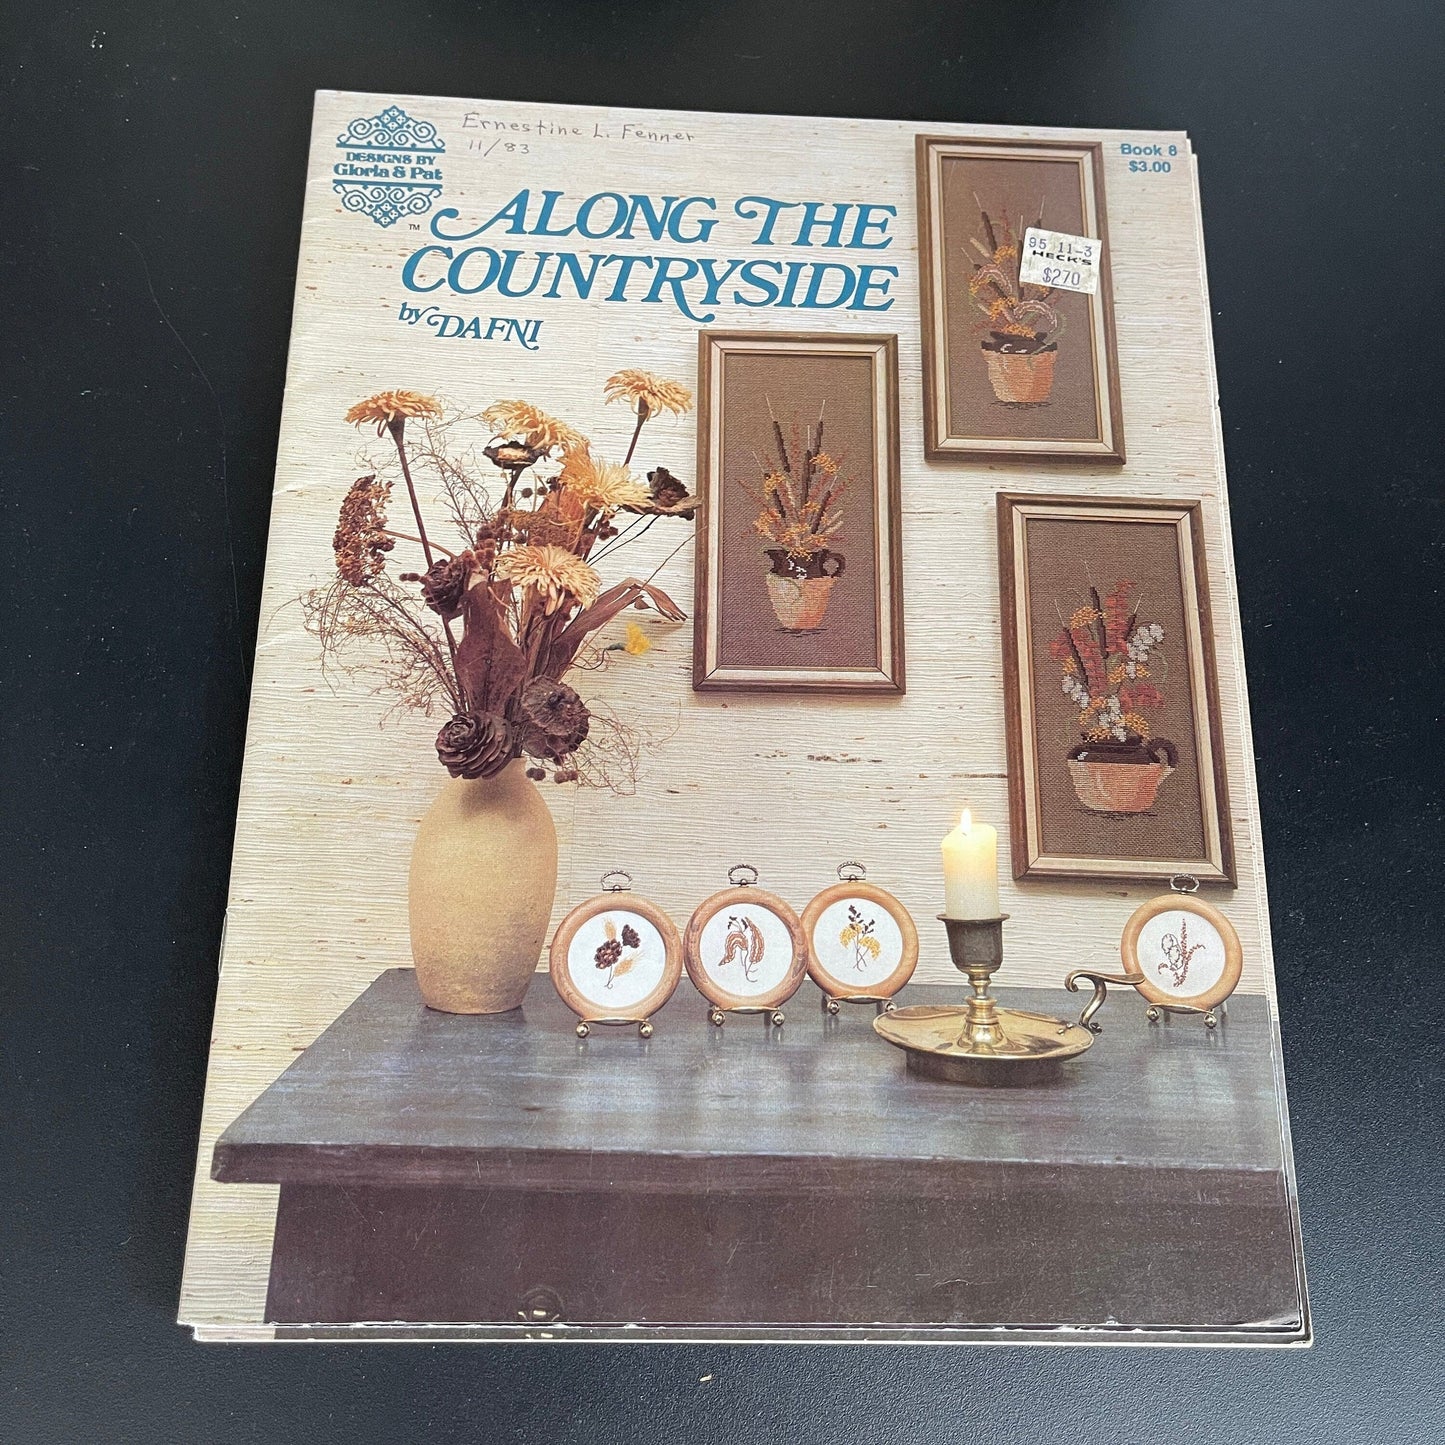 DESIGNS BY
Gloria & Pat
TM
Ernestine L. Fenner
11/83
ALONG THE
COUNTRYSIDE
by DAFNI
Book 8
$3.00
95 11-3
HECK'S
$270